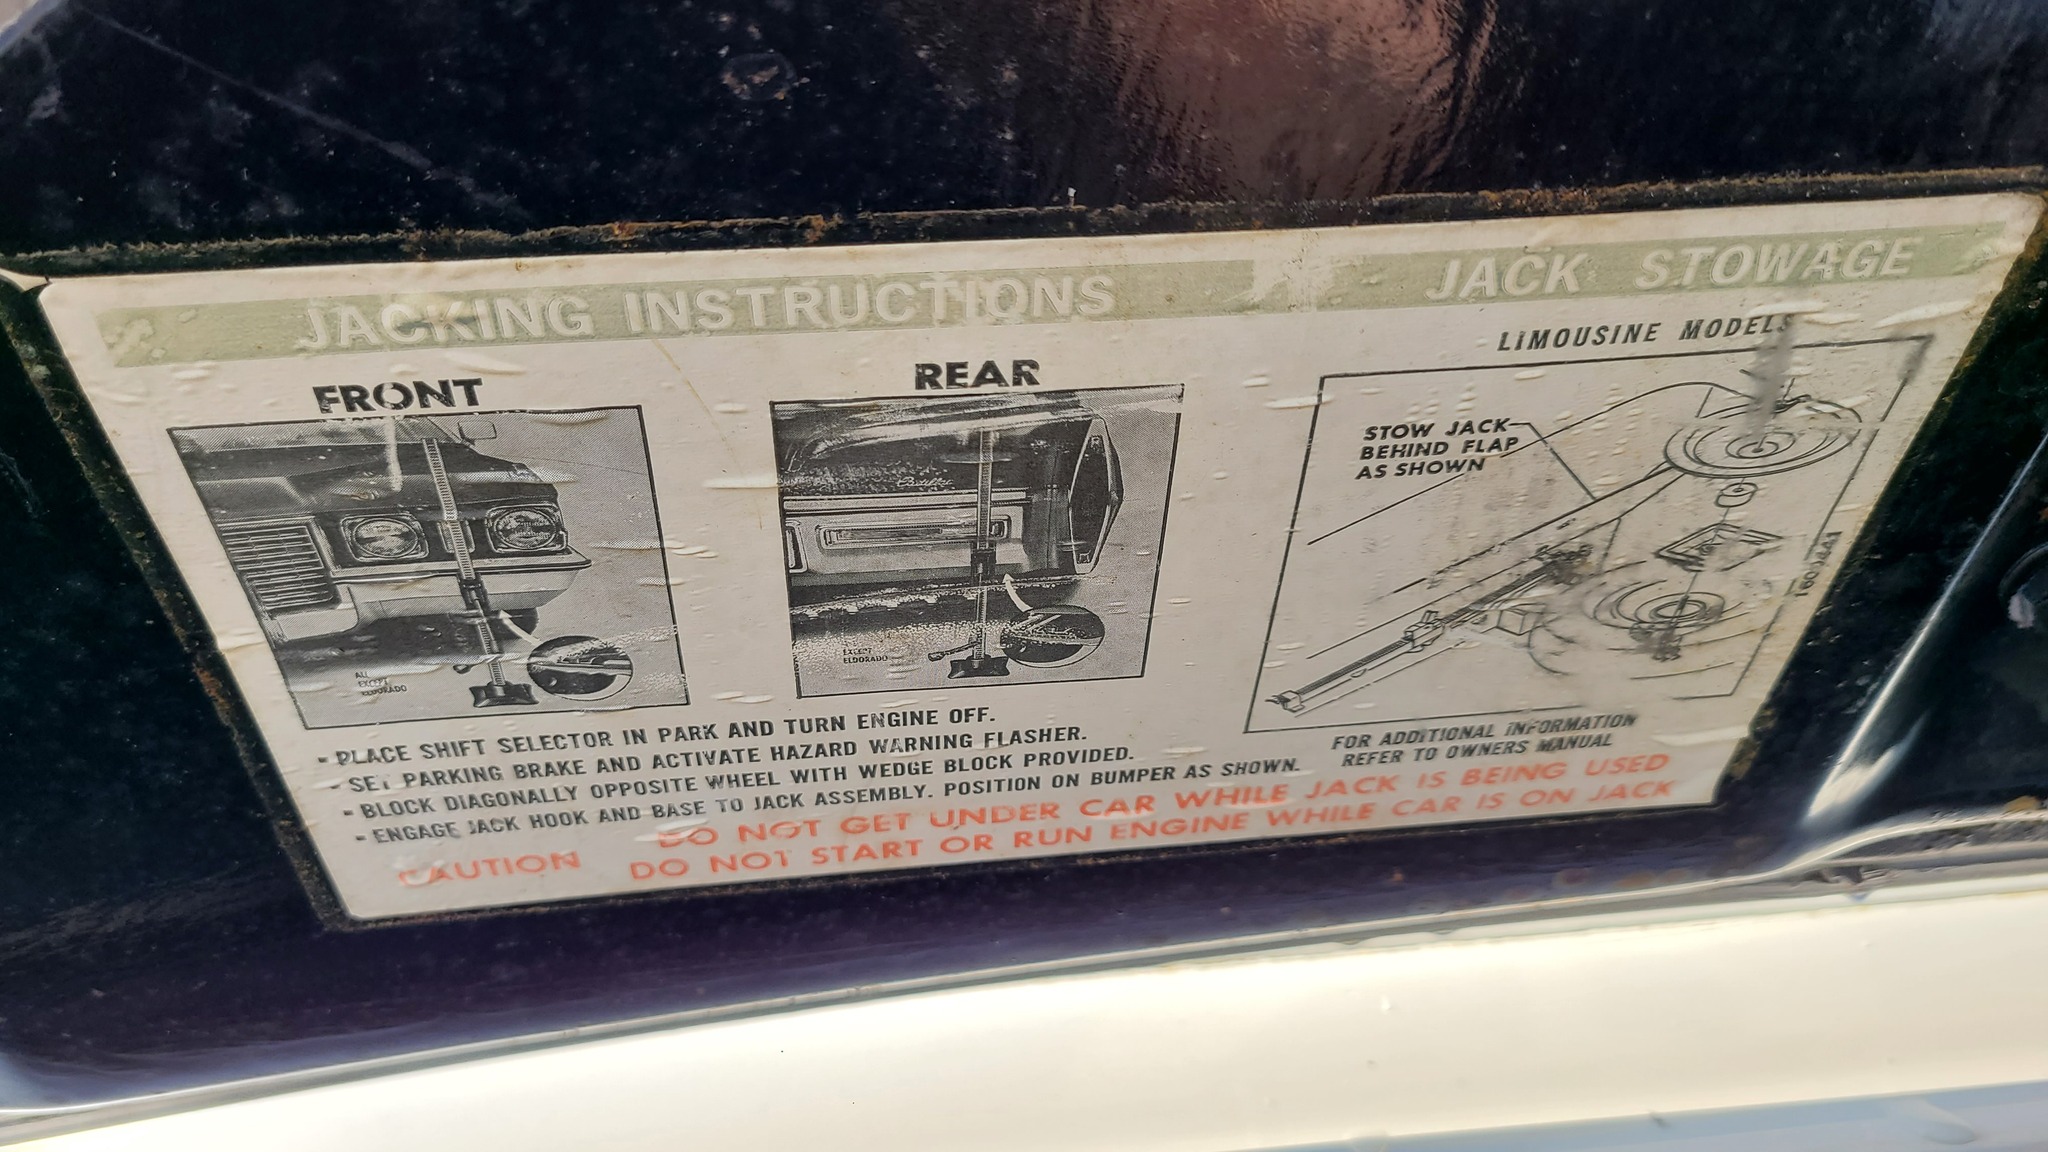 JACKING INSTRUCTIONS
JACK STOWAGE
FRONT
REAR
LIMOUSINE MODELS
STOW JACK
BEHIND FLAP
AS SHOWN
Cadillac
ALL
EXCEPT
ELDORADO
EXCEPT
ELDORADO
- PLACE SHIFT SELECTOR IN PARK AND TURN ENGINE OFF.
- SET PARKING BRAKE AND ACTIVATE HAZARD WARNING FLASHER.
- BLOCK DIAGONALLY OPPOSITE WHEEL WITH WEDGE BLOCK PROVIDED.
- ENGAGE JACK HOOK AND BASE TO JACK ASSEMBLY. POSITION ON BUMPER AS SHOWN.
FOR ADDITIONAL INFORMATION
REFER TO OWNERS MANUAL
CAUTION
DO NOT GET UNDER CAR WHILE JACK IS BEING USED
DO NOT START OR RUN ENGINE WHILE CAR IS ON JACK